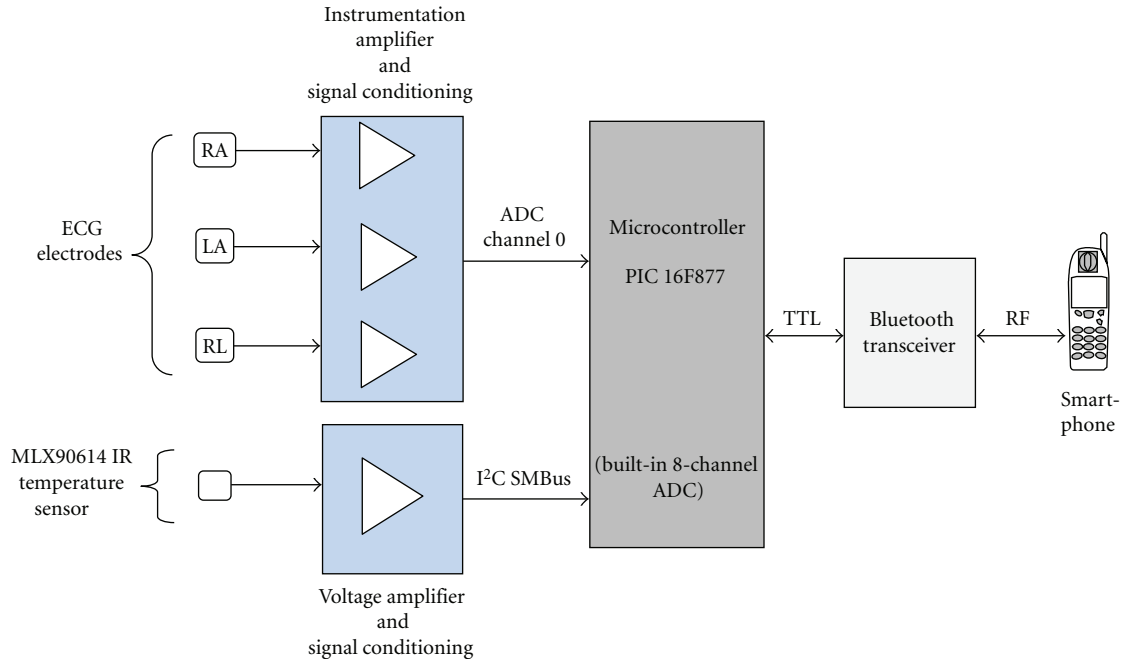 Instrumentation
amplifier
and
signal conditioning
ECG
electrodes
RA
LA
RL
ADC
channel 0
Microcontroller
PIC 16F877
(built-in 8-channel
ADC)
TTL
Bluetooth
transceiver
RF
Smart-
phone
MLX90614 IR
temperature
sensor
I²C SMBus
Voltage amplifier
and
signal conditioning